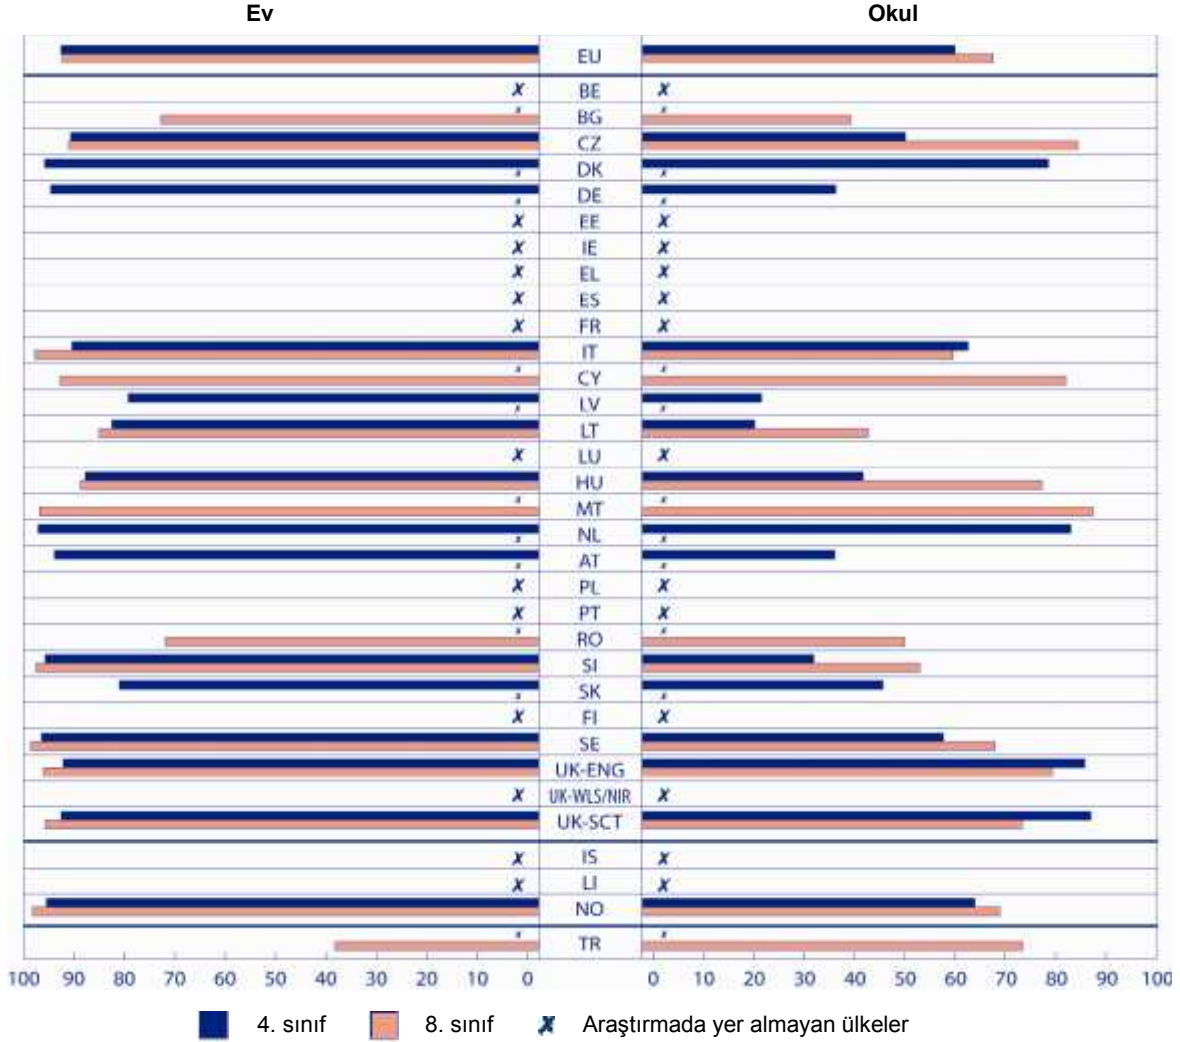 Ev Okul
EU
BE
BG
CZ
DK
DE
EE
IE
EL
ES
FR
IT
CY
LV
LT
LU
HU
MT
NL
AT
PL
PT
RO
SI
SK
FI
SE
UK-ENG
UK-WLS/NIR
UK-SCT
IS
LI
NO
TR
100 90 80 70 60 50 40 30 20 10 0 0 10 20 30 40 50 60 70 80 90 100
4. sınıf 8. sınıf x Araştırmada yer almayan ülkeler